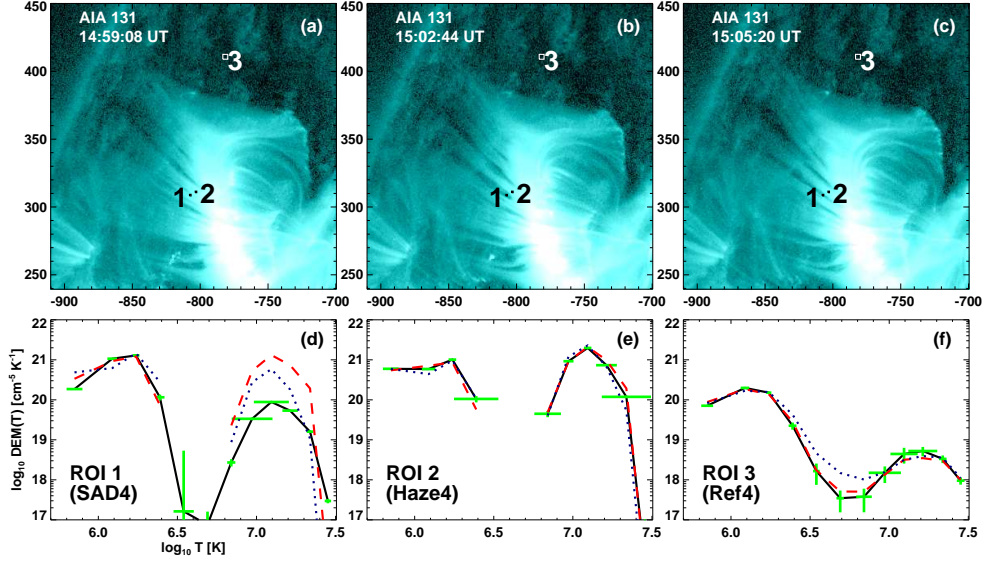 AIA 131
14:59:08 UT
(a)
3
1 2
450
400
350
300
250
-900 -850 -800 -750 -700
AIA 131
15:02:44 UT
(b)
3
1 2
450
400
350
300
250
-900 -850 -800 -750 -700
AIA 131
15:05:20 UT
(c)
3
1 2
450
400
350
300
250
-900 -850 -800 -750 -700
(d)
ROI 1
(SAD4)
log₁₀ DEM(T) [cm⁻⁵ K⁻¹]
22
21
20
19
18
17
6.0 6.5 7.0 7.5
log₁₀ T [K]
(e)
ROI 2
(Haze4)
22
21
20
19
18
17
6.0 6.5 7.0 7.5
(f)
ROI 3
(Ref4)
22
21
20
19
18
17
6.0 6.5 7.0 7.5